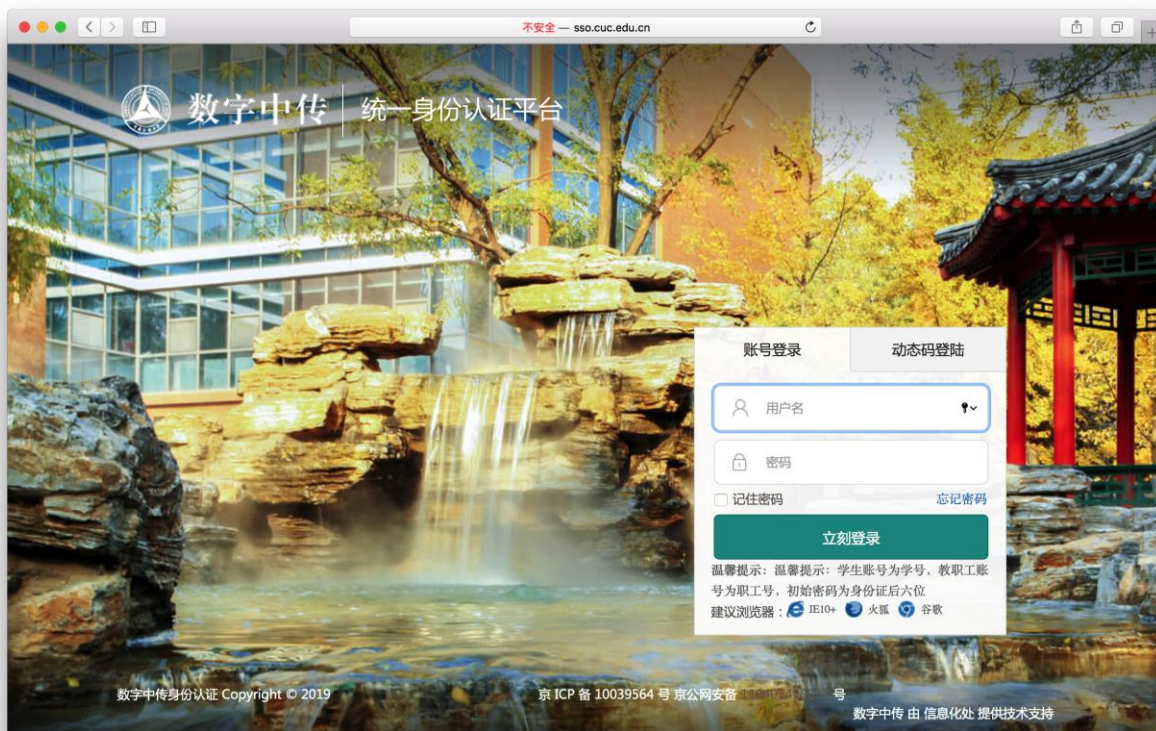 不安全 — sso.cuc.edu.cn
数字中传 统一身份认证平台
账号登录 动态码登陆
用户名
密码
记住密码 忘记密码
立刻登录
温馨提示：温馨提示：学生账号为学号，教职工账
号为职工号，初始密码为身份证后六位
建议浏览器： IE10+ 火狐 谷歌
数字中传身份认证 Copyright © 2019 京 ICP 备 10039564 号 京公网安备 号
数字中传 由 信息化处 提供技术支持